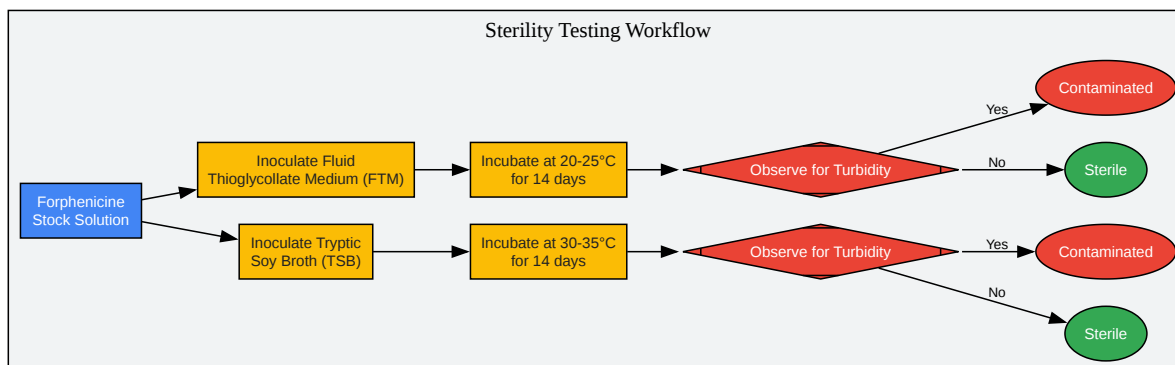 Sterility Testing Workflow
Forphenicine
Stock Solution
Inoculate Fluid
Thioglycollate Medium (FTM)
Incubate at 20-25°C
for 14 days
Observe for Turbidity
Yes
Contaminated
No
Sterile
Inoculate Tryptic
Soy Broth (TSB)
Incubate at 30-35°C
for 14 days
Observe for Turbidity
Yes
Contaminated
No
Sterile